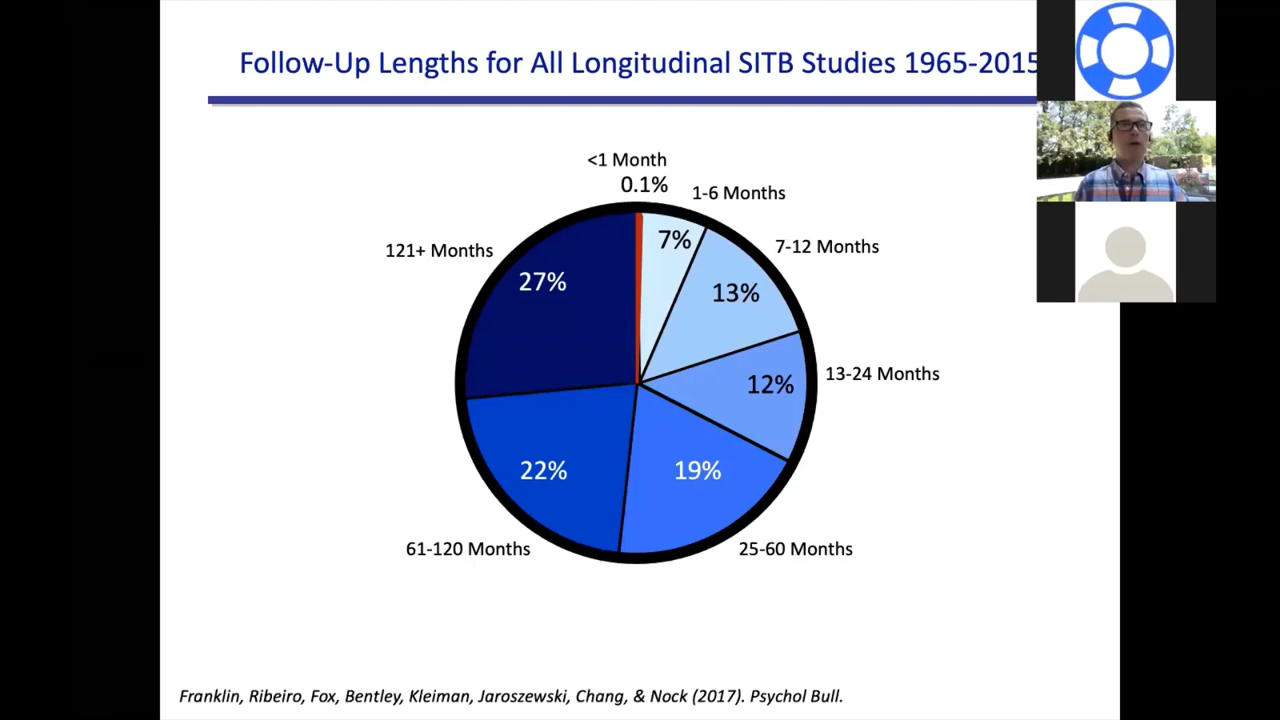 Follow-Up Lengths for All Longitudinal SITB Studies 1965-2015
<1 Month
0.1%
1-6 Months
7%
121+ Months
7-12 Months
27%
13%
13-24 Months
12%
22%
19%
61-120 Months
25-60 Months
Franklin, Ribeiro, Fox, Bentley, Kleiman, Jaroszewski, Chang, & Nock (2017). Psychol Bull.